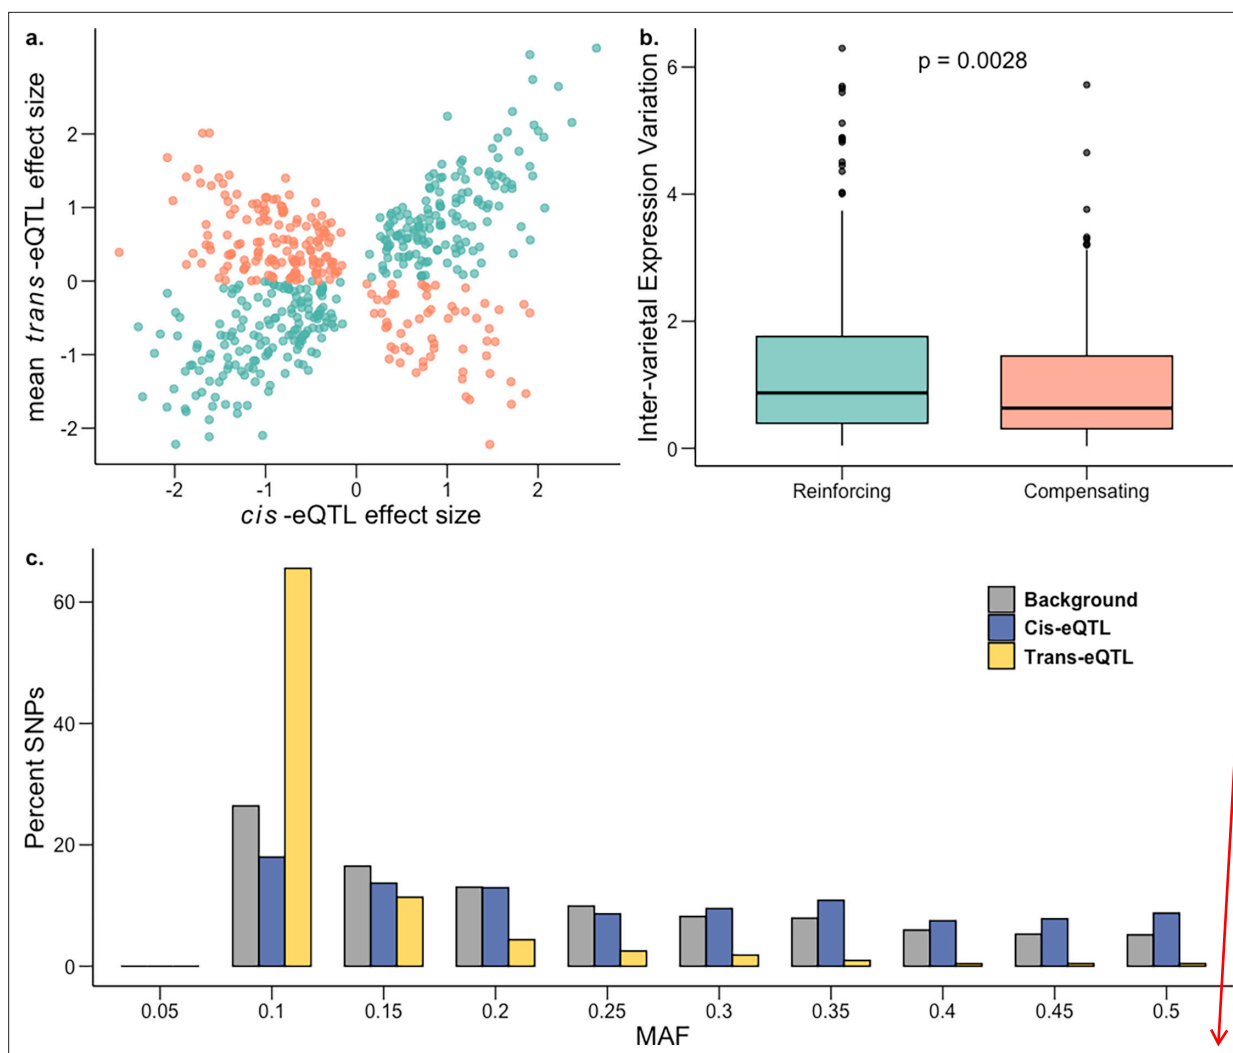 a.
mean trans-eQTL effect size
2
1
0
-1
-2
-2 -1 0 1 2
cis-eQTL effect size
b.
p = 0.0028
Inter-varietal Expression Variation
6
4
2
0
Reinforcing Compensating
c.
Percent SNPs
60
40
20
0
Background
Cis-eQTL
Trans-eQTL
0.05 0.1 0.15 0.2 0.25 0.3 0.35 0.4 0.45 0.5
MAF